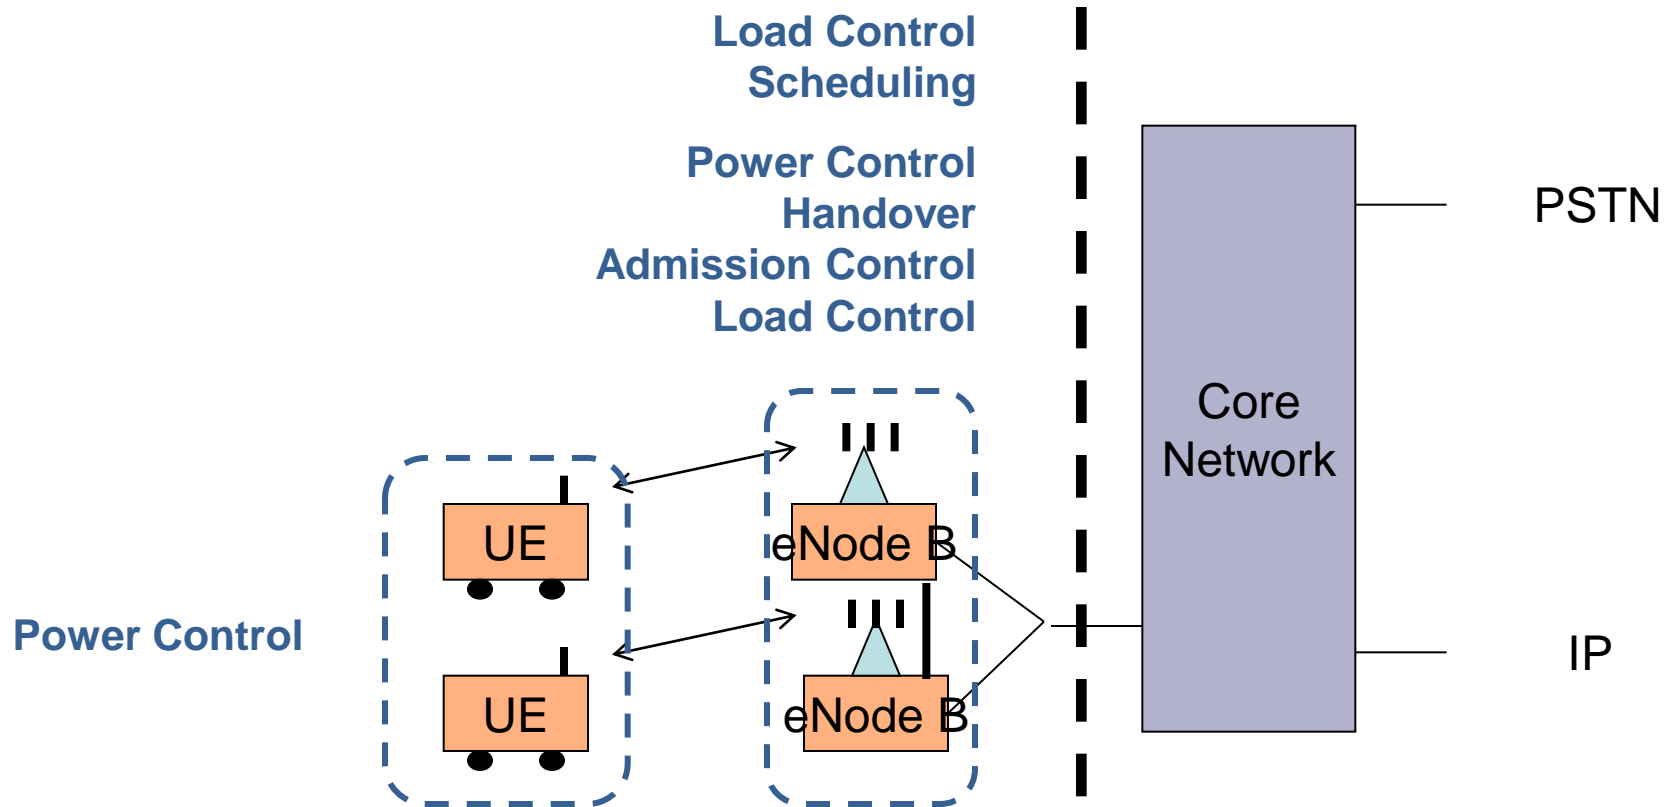 Load Control
Scheduling
Power Control
Handover
Admission Control
Load Control
PSTN
Core
Network
UE
eNode B
Power Control
IP
UE
eNode B